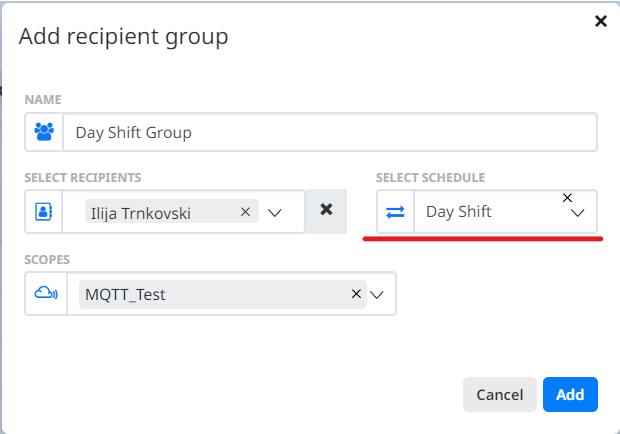 Add recipient group
NAME
Day Shift Group
SELECT RECIPIENTS
SELECT SCHEDULE
Ilija Trnkovski
Day Shift
SCOPES
MQTT_Test
Cancel
Add